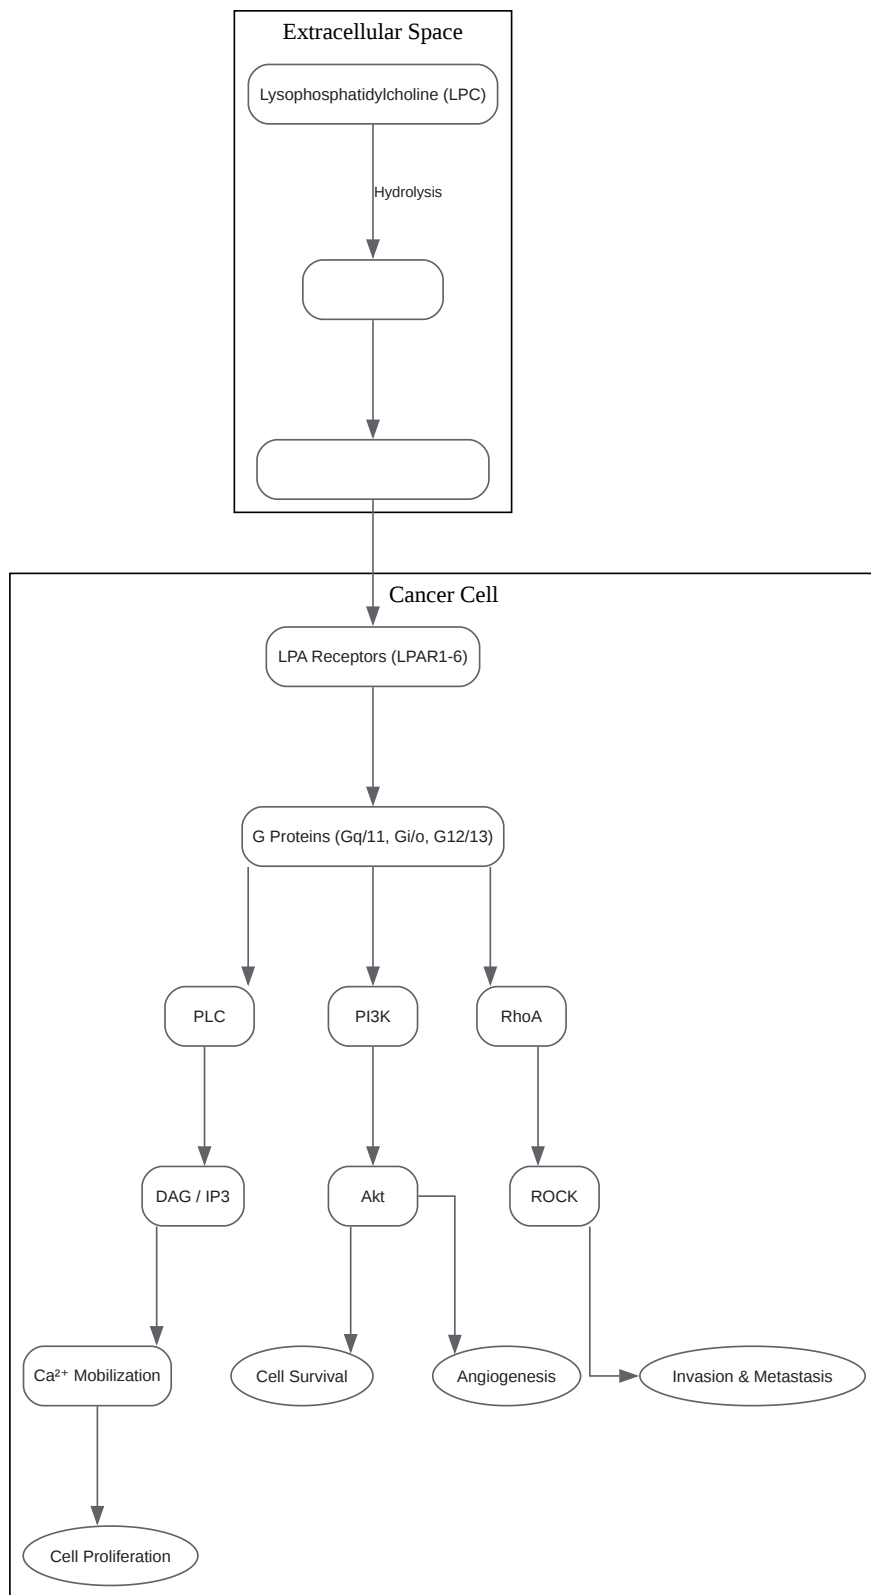 Extracellular Space
Lysophosphatidylcholine (LPC)
Hydrolysis
Cancer Cell
LPA Receptors (LPAR1-6)
G Proteins (Gq/11, Gi/o, G12/13)
PLC
PI3K
RhoA
DAG / IP3
Akt
ROCK
Ca²⁺ Mobilization
Cell Survival
Angiogenesis
Invasion & Metastasis
Cell Proliferation